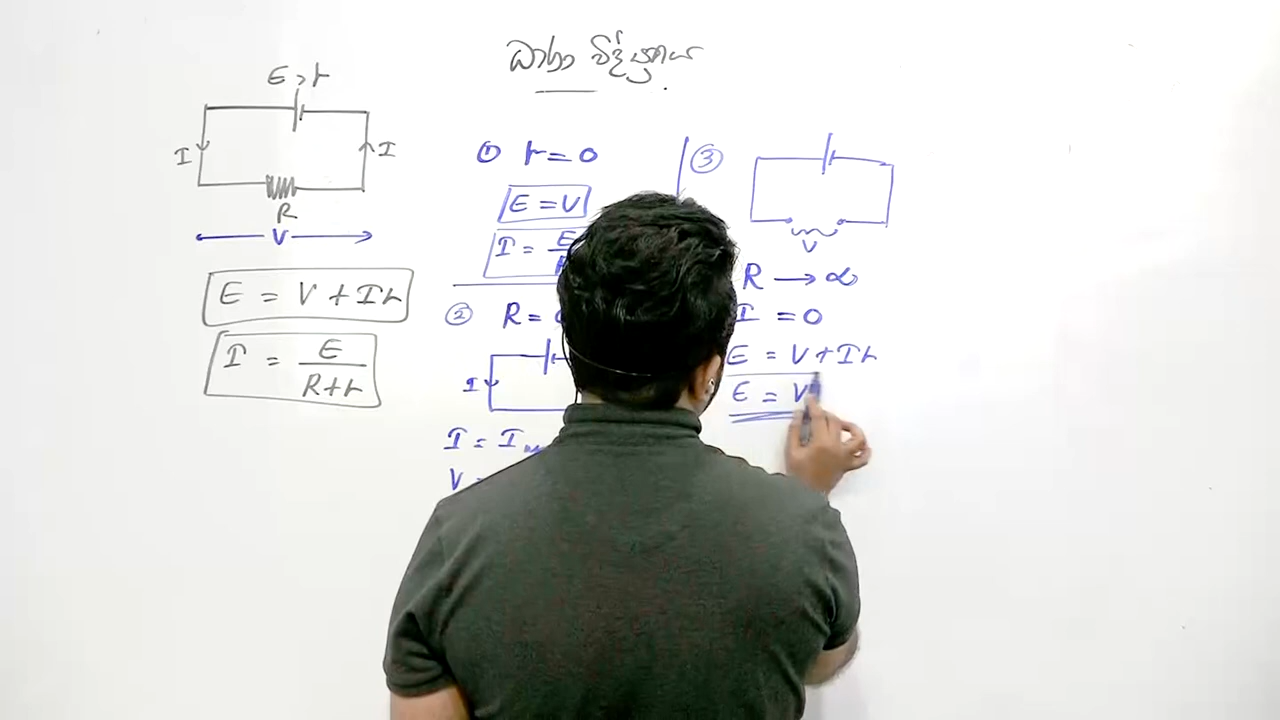 ධාරා විද්‍යුතය
E, r
I
I
R
V
E = V + Ir
I = E / R+r
① r = 0
E = V
I = E
② R =
I
I = I
V =
③
V
R → ∞
I = 0
E = V + Ir
E = V